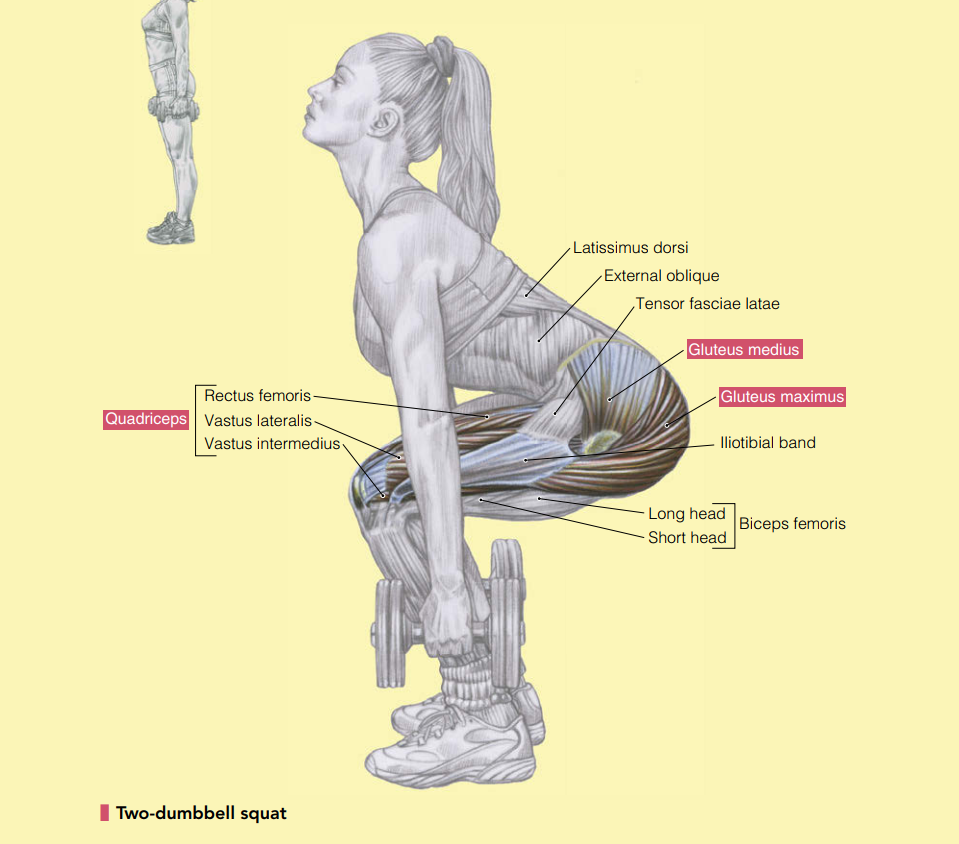 Latissimus dorsi
External oblique
Tensor fasciae latae
Gluteus medius
Gluteus maximus
Iliotibial band
Quadriceps
Rectus femoris
Vastus lateralis
Vastus intermedius
Long head
Short head
Biceps femoris
Two-dumbbell squat